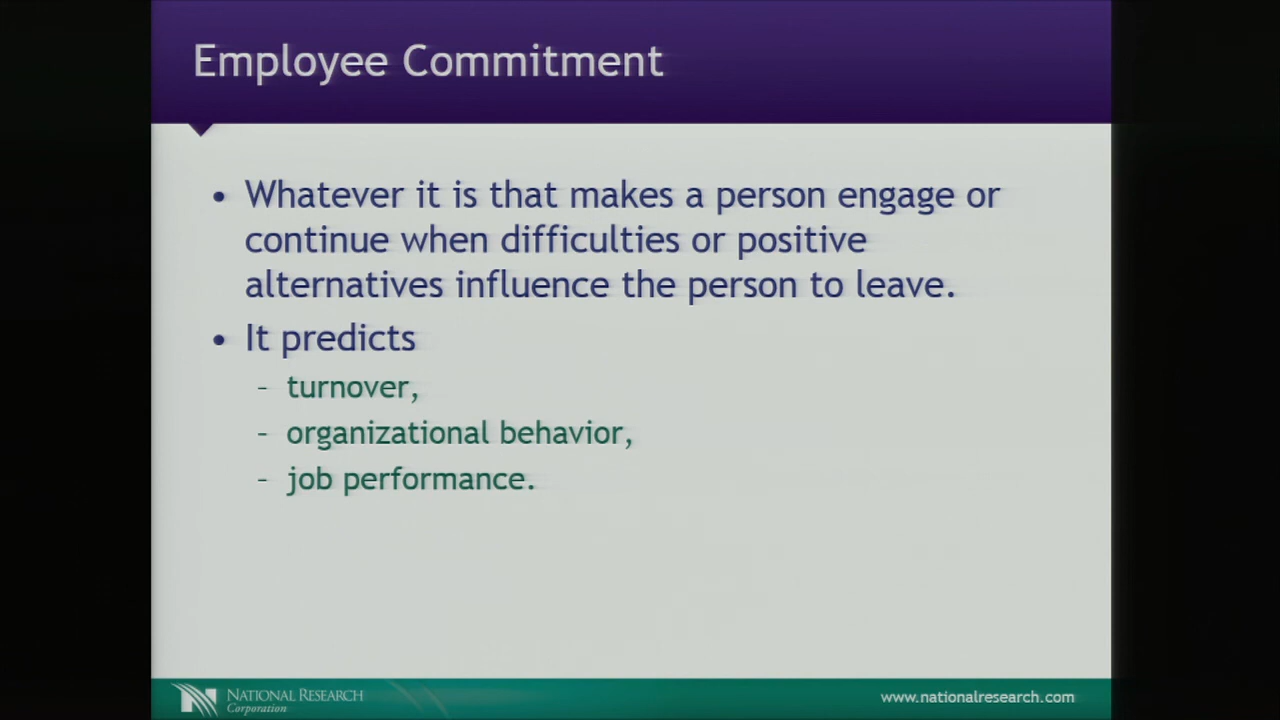 Employee Commitment
• Whatever it is that makes a person engage or
continue when difficulties or positive
alternatives influence the person to leave.
• It predicts
– turnover,
– organizational behavior,
– job performance.
NATIONAL RESEARCH
Corporation
www.nationalresearch.com